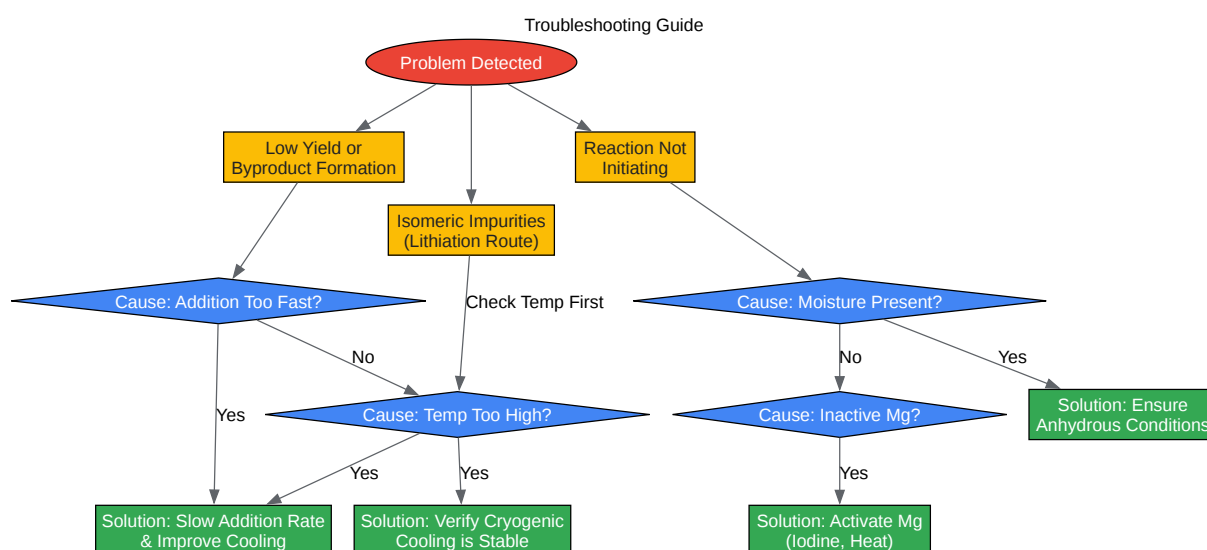 Troubleshooting Guide
Problem Detected
Low Yield or
Byproduct Formation
Reaction Not
Initiating
Isomeric Impurities
(Lithiation Route)
Cause: Addition Too Fast?
Check Temp First
Cause: Moisture Present?
No
No
Yes
Yes
Cause: Temp Too High?
Cause: Inactive Mg?
Solution: Ensure
Anhydrous Conditions
Yes
Yes
Yes
Solution: Slow Addition Rate
& Improve Cooling
Solution: Verify Cryogenic
Cooling is Stable
Solution: Activate Mg
(Iodine, Heat)